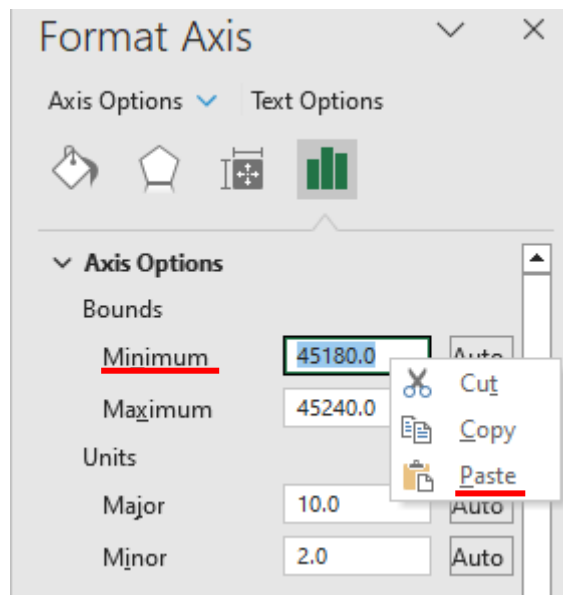 Format Axis
Axis Options Text Options
Axis Options
Bounds
Minimum 45180.0 Auto
Cut
Maximum 45240.0
Copy
Units
Paste
Major 10.0 Auto
Minor 2.0 Auto